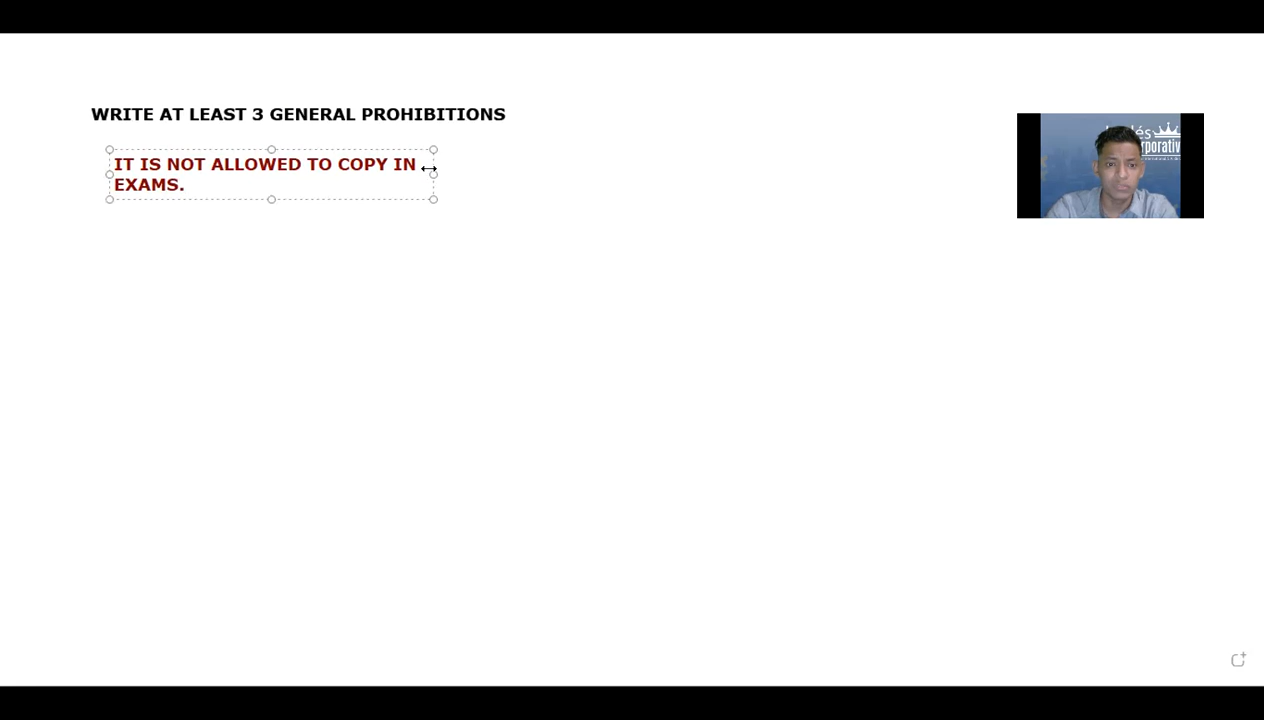 WRITE AT LEAST 3 GENERAL PROHIBITIONS
IT IS NOT ALLOWED TO COPY IN
EXAMS.